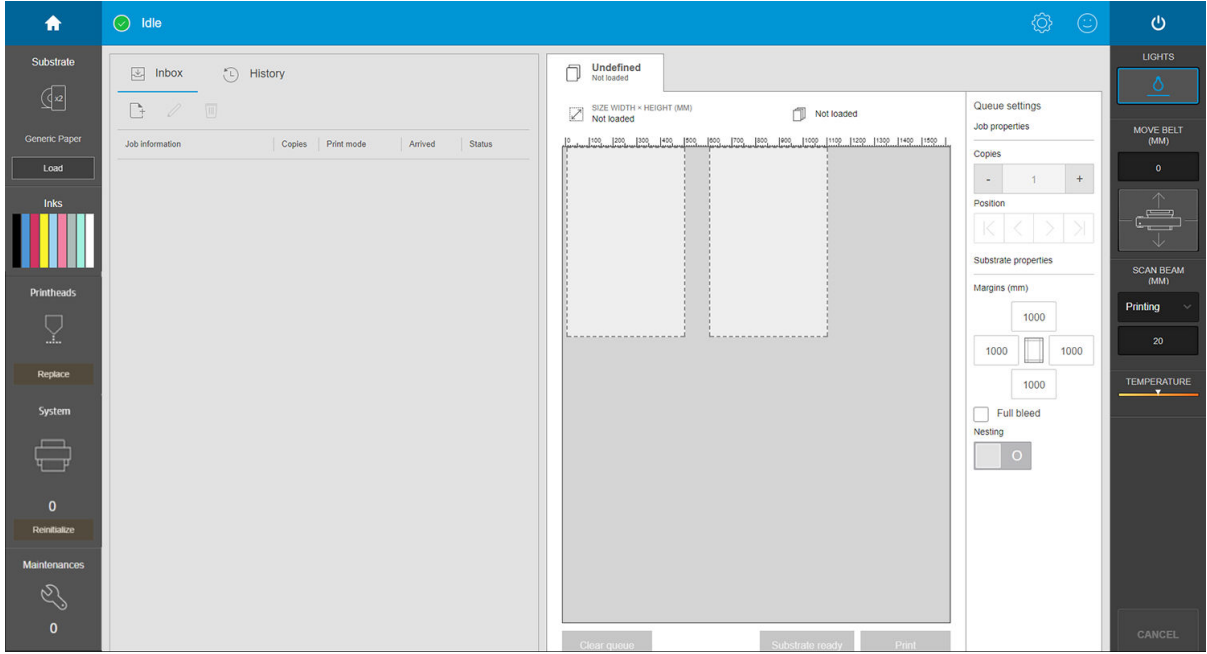 Idle
Substrate
x2
Generic Paper
Load
Inks
Printheads
Replace
System
0
Reinitialize
Maintenances
0
Inbox
History
Job information Copies Print mode Arrived Status
Undefined
Not loaded
SIZE WIDTH × HEIGHT (MM)
Not loaded
Not loaded
0 100 200 300 400 500 600 700 800 900 1000 1100 1200 1300 1400 1500
Clear queue
Substrate ready
Print
Queue settings
Job properties
Copies
- 1 +
Position
Substrate properties
Margins (mm)
1000
1000 1000
1000
Full bleed
Nesting
O
LIGHTS
MOVE BELT
(MM)
0
SCAN BEAM
(MM)
Printing
20
TEMPERATURE
CANCEL